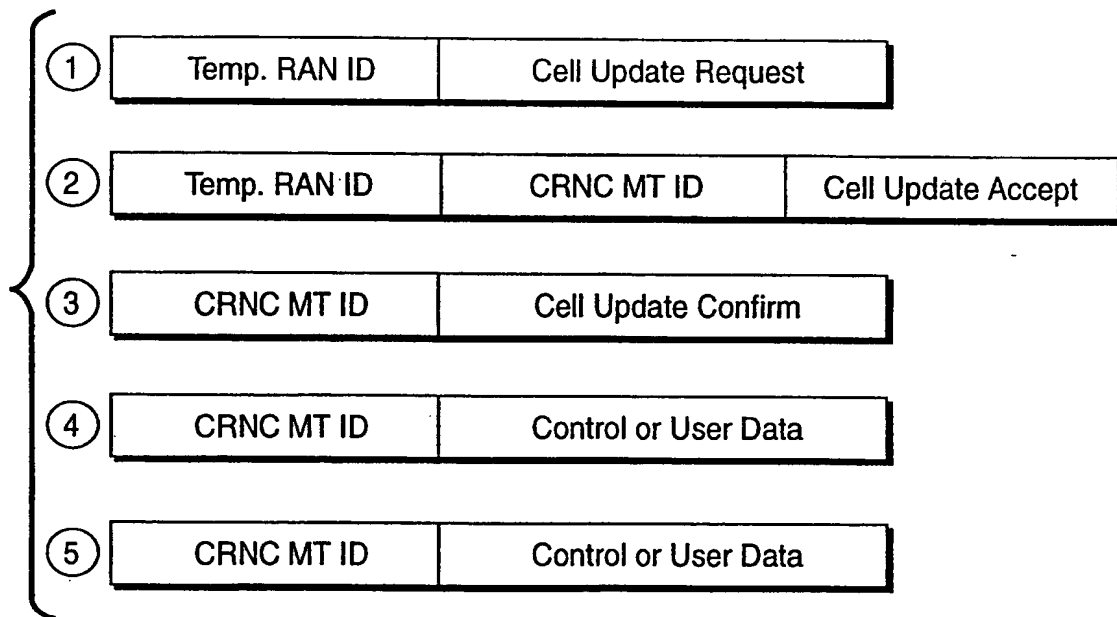 1 Temp. RAN ID Cell Update Request
2 Temp. RAN ID CRNC MT ID Cell Update Accept
3 CRNC MT ID Cell Update Confirm
4 CRNC MT ID Control or User Data
5 CRNC MT ID Control or User Data